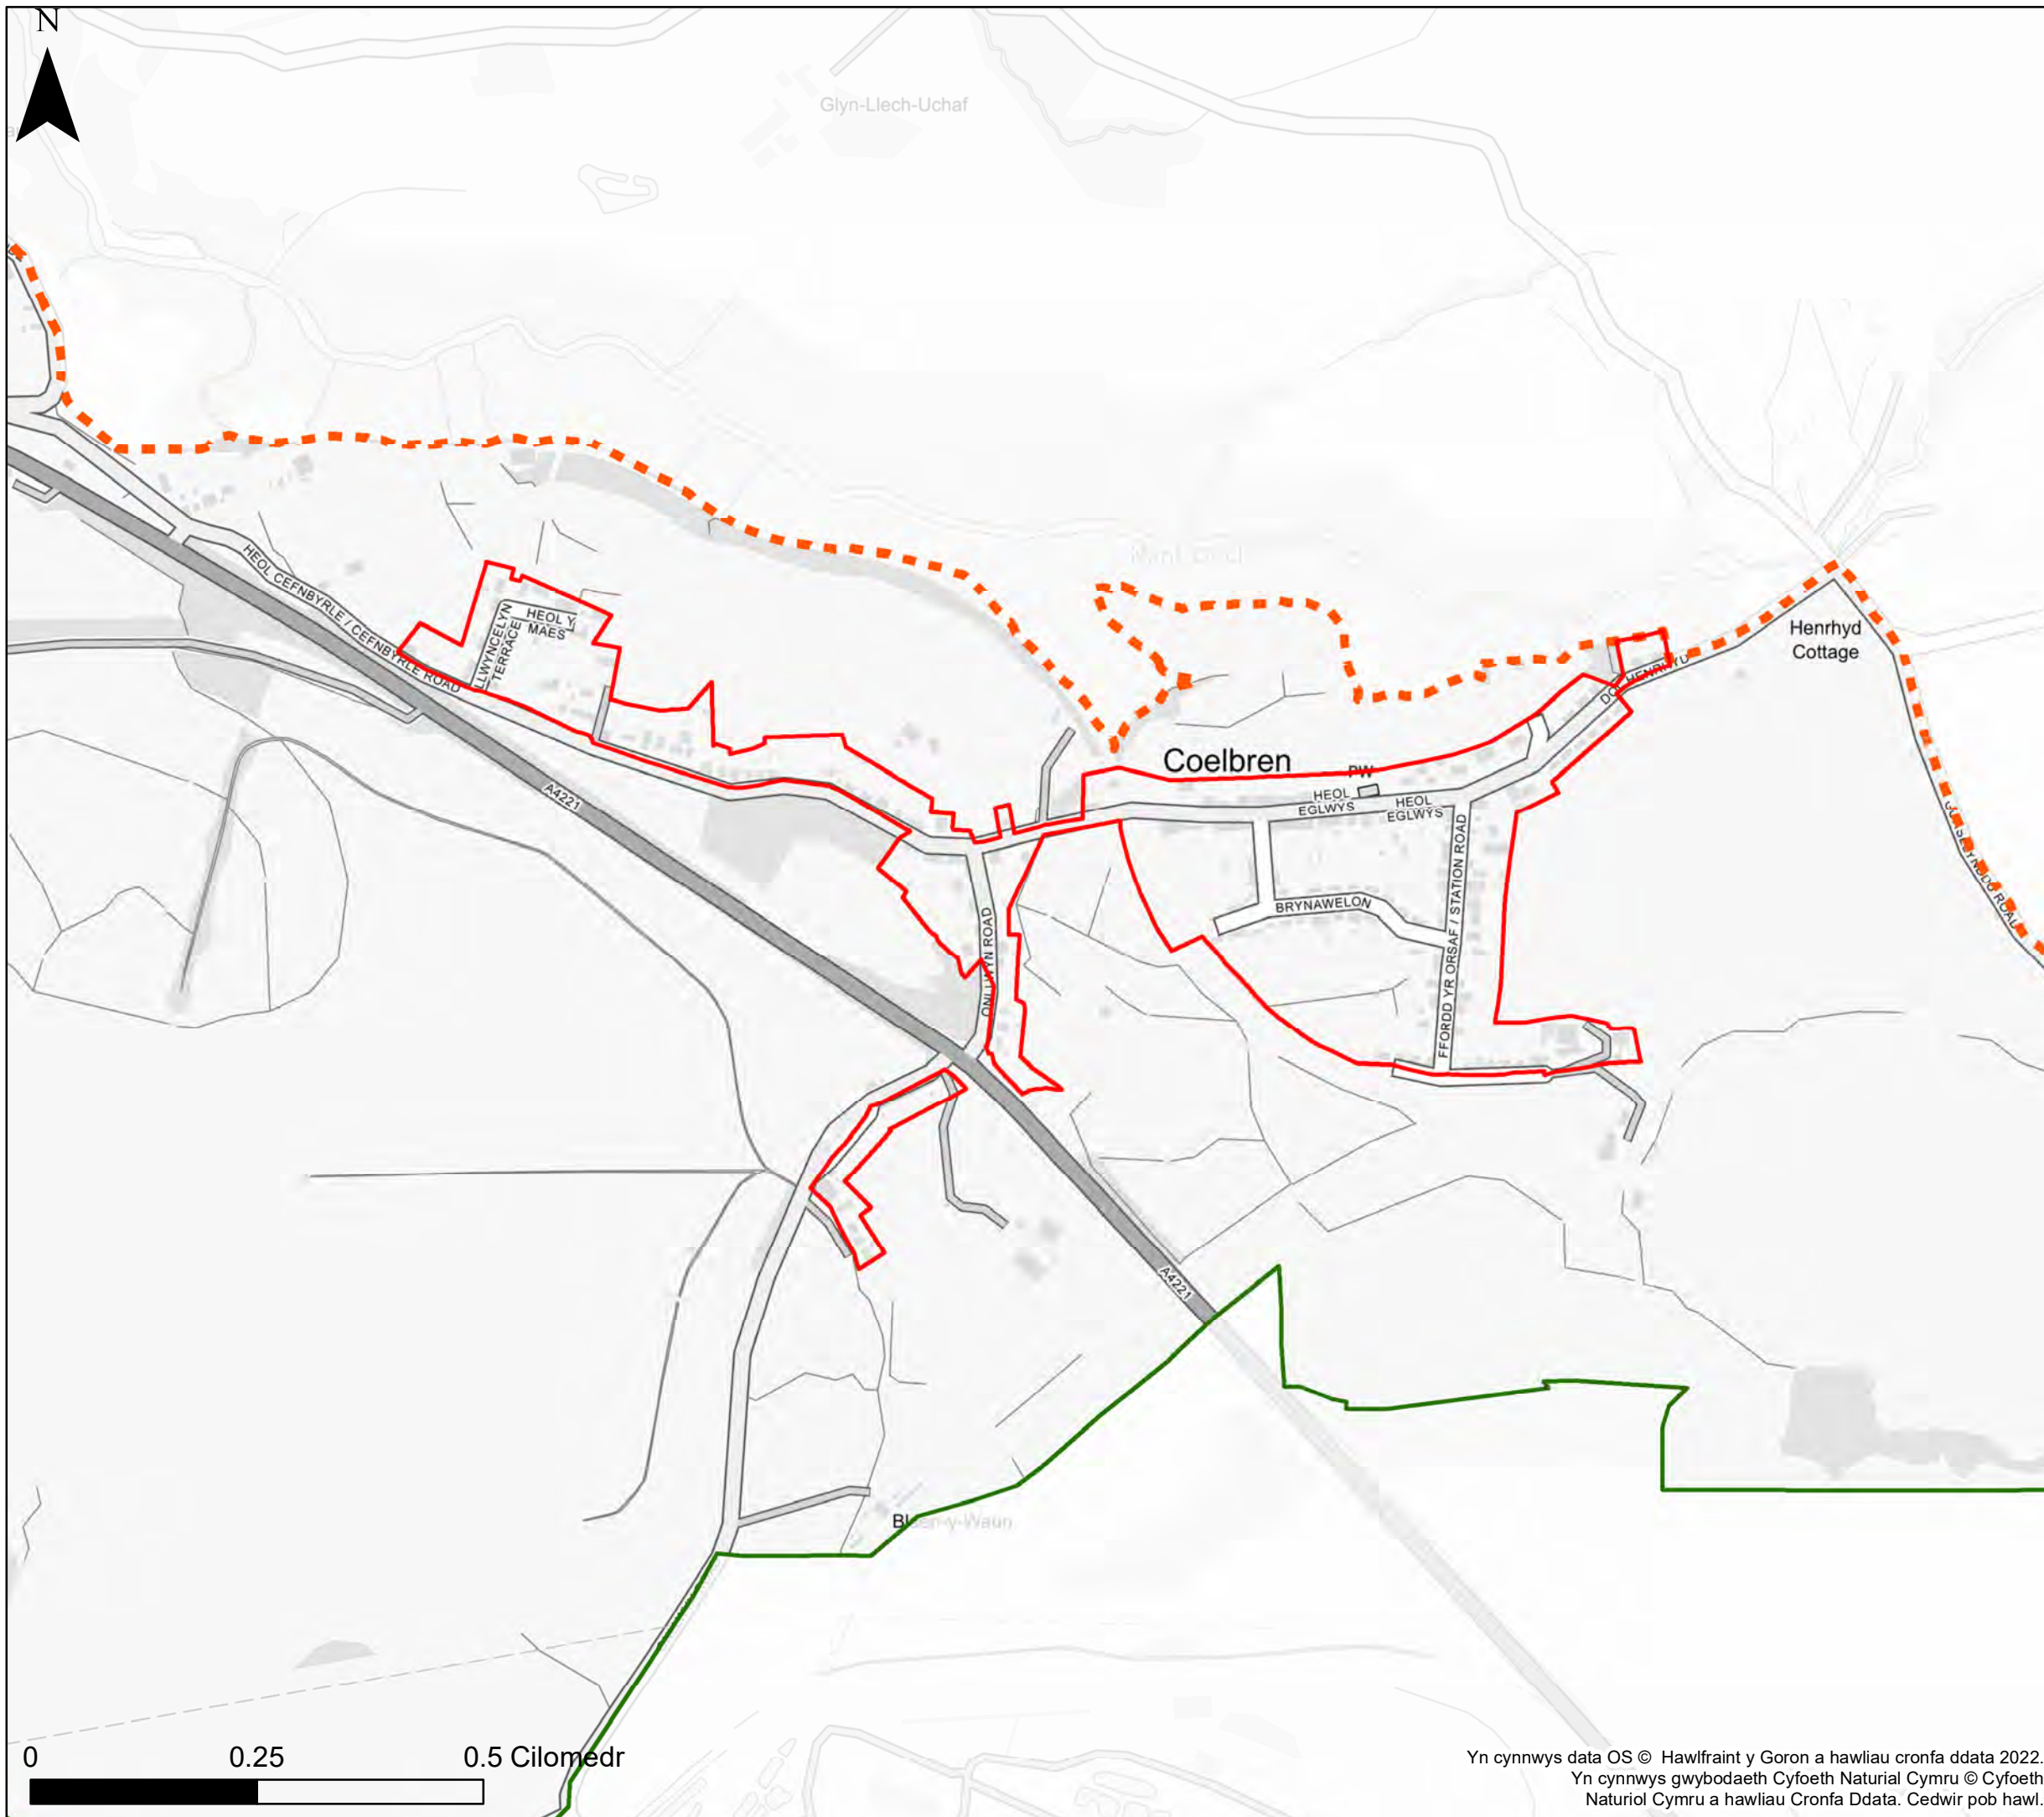 N
Glyn-Llech-Uchaf
Henrhyd
Cottage
HEOL CEFNBYRLE / CEFNBYRLE ROAD
LLWYNCELYN
TERRACE
HEOL Y
MAES
Coelbren
PW
HEOL
EGLWYS
HEOL
EGLWYS
A4221
ONLLWYN ROAD
BRYNAWELON
FFORDD YR ORSAF / STATION ROAD
A4221
0 0.25 0.5 Cilomedr
Yn cynnwys data OS © Hawlfraint y Goron a hawliau cronfa ddata 2022.
Yn cynnwys gwybodaeth Cyfoeth Naturial Cymru © Cyfoeth
Naturiol Cymru a hawliau Cronfa Ddata. Cedwir pob hawl.